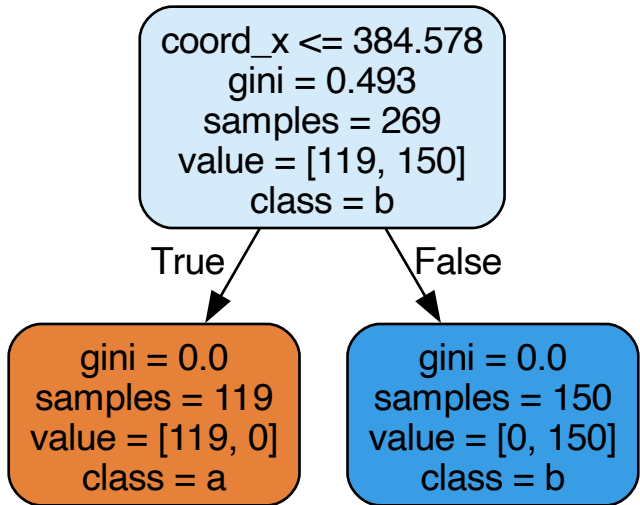 coord_x <= 384.578
gini = 0.493
samples = 269
value = [119, 150]
class = b
True
False
gini = 0.0
samples = 119
value = [119, 0]
class = a
gini = 0.0
samples = 150
value = [0, 150]
class = b